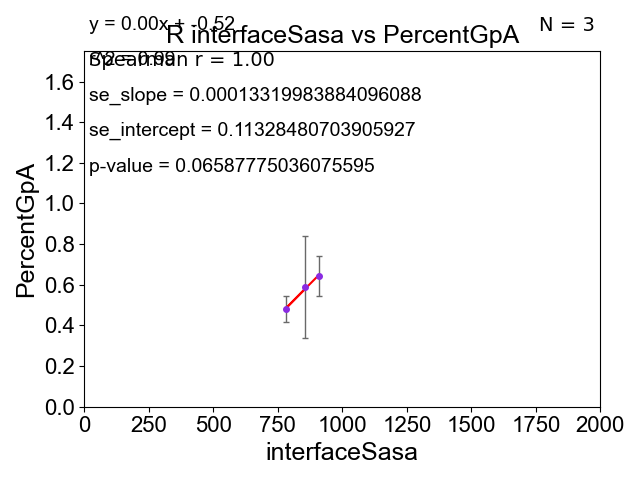 y = 0.00x + -0.52
N = 3
R interfaceSasa vs PercentGpA
Spearman r = 1.00
se_slope = 0.00013319983884096088
se_intercept = 0.11328480703905927
p-value = 0.06587775036075595
PercentGpA
1.6
1.4
1.2
1.0
0.8
0.6
0.4
0.2
0.0
0 250 500 750 1000 1250 1500 1750 2000
interfaceSasa